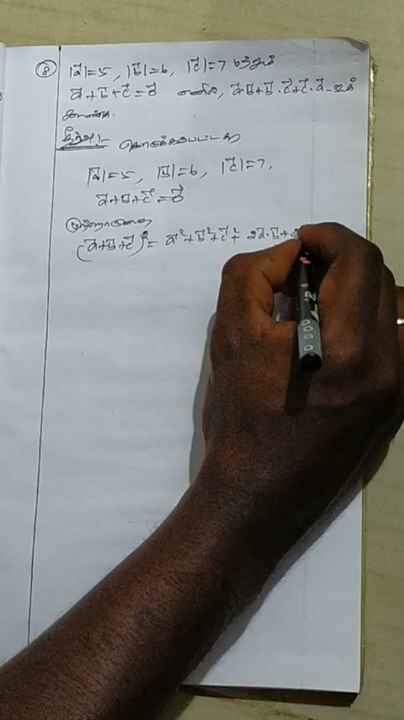 ⑧ |a⃗|=5, |b⃗|=6, |c⃗|=7 மற்றும்
a⃗+b⃗+c⃗=0⃗ எனில், a⃗·b⃗+b⃗·c⃗+c⃗·a⃗-ஐக்
காண்க.
தீர்வு:- கொடுக்கப்பட்டது
|a⃗|=5, |b⃗|=6, |c⃗|=7,
a⃗+b⃗+c⃗=0⃗
(a⃗+b⃗+c⃗)²= a⃗²+b⃗²+c⃗²+ 2a⃗·b⃗+